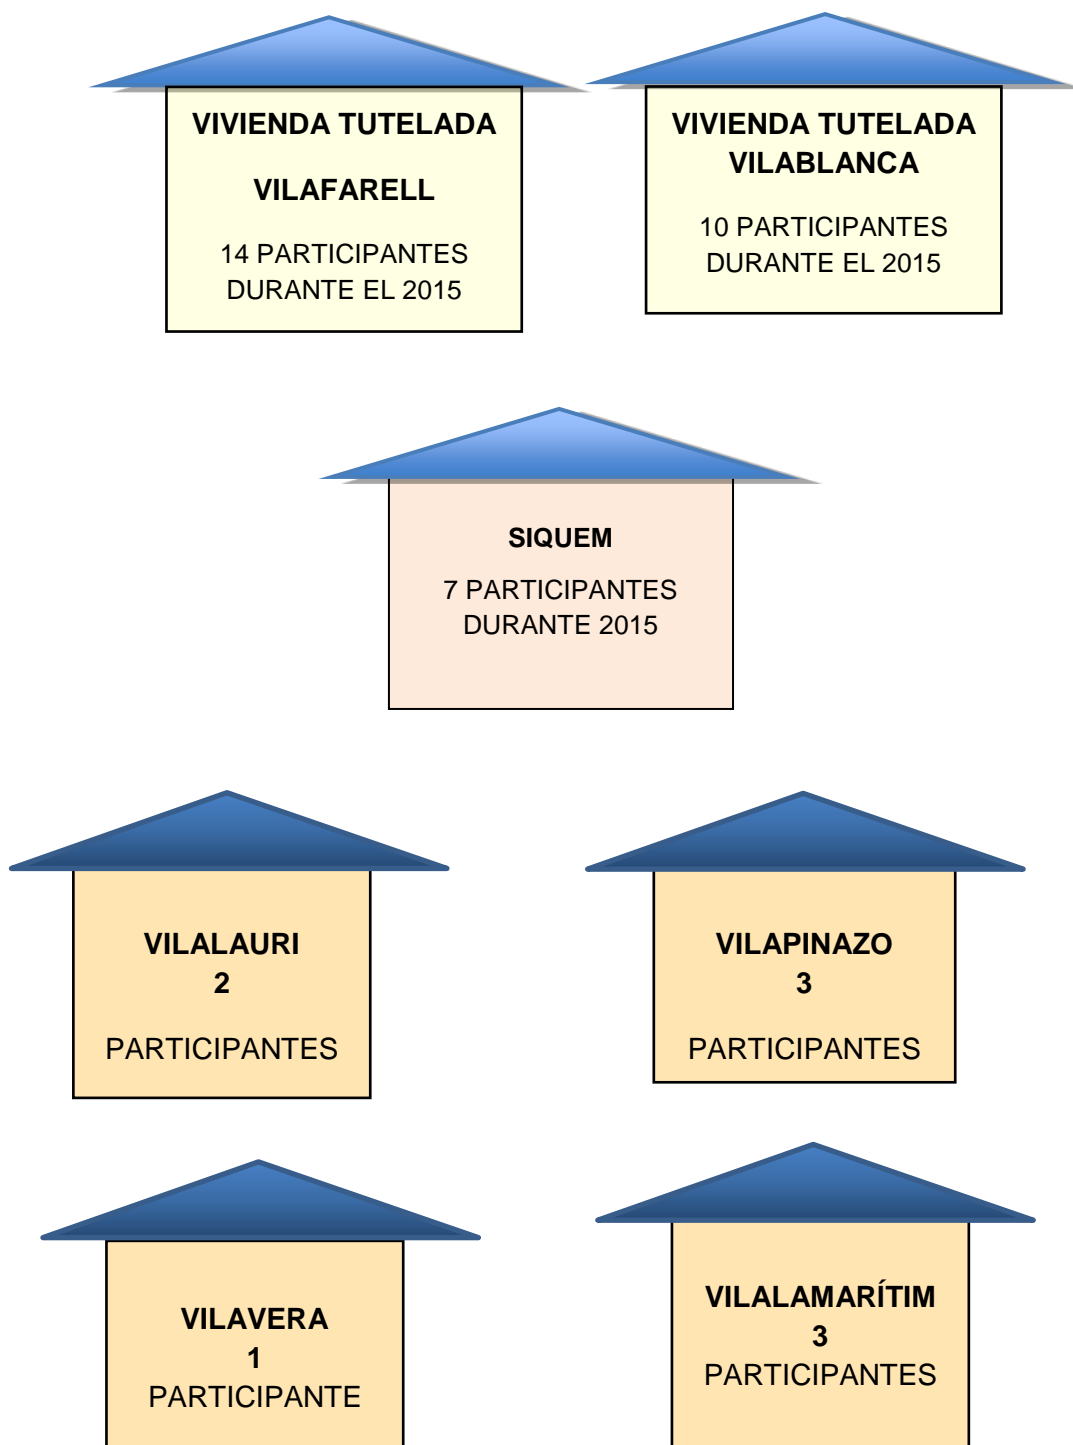 VIVIENDA TUTELADA
VILAFARELL
14 PARTICIPANTES
DURANTE EL 2015
VIVIENDA TUTELADA
VILABLANCA
10 PARTICIPANTES
DURANTE EL 2015
SIQUEM
7 PARTICIPANTES
DURANTE 2015
VILALAURI
2
PARTICIPANTES
VILAPINAZO
3
PARTICIPANTES
VILAVERA
1
PARTICIPANTE
VILALAMARÍTIM
3
PARTICIPANTES